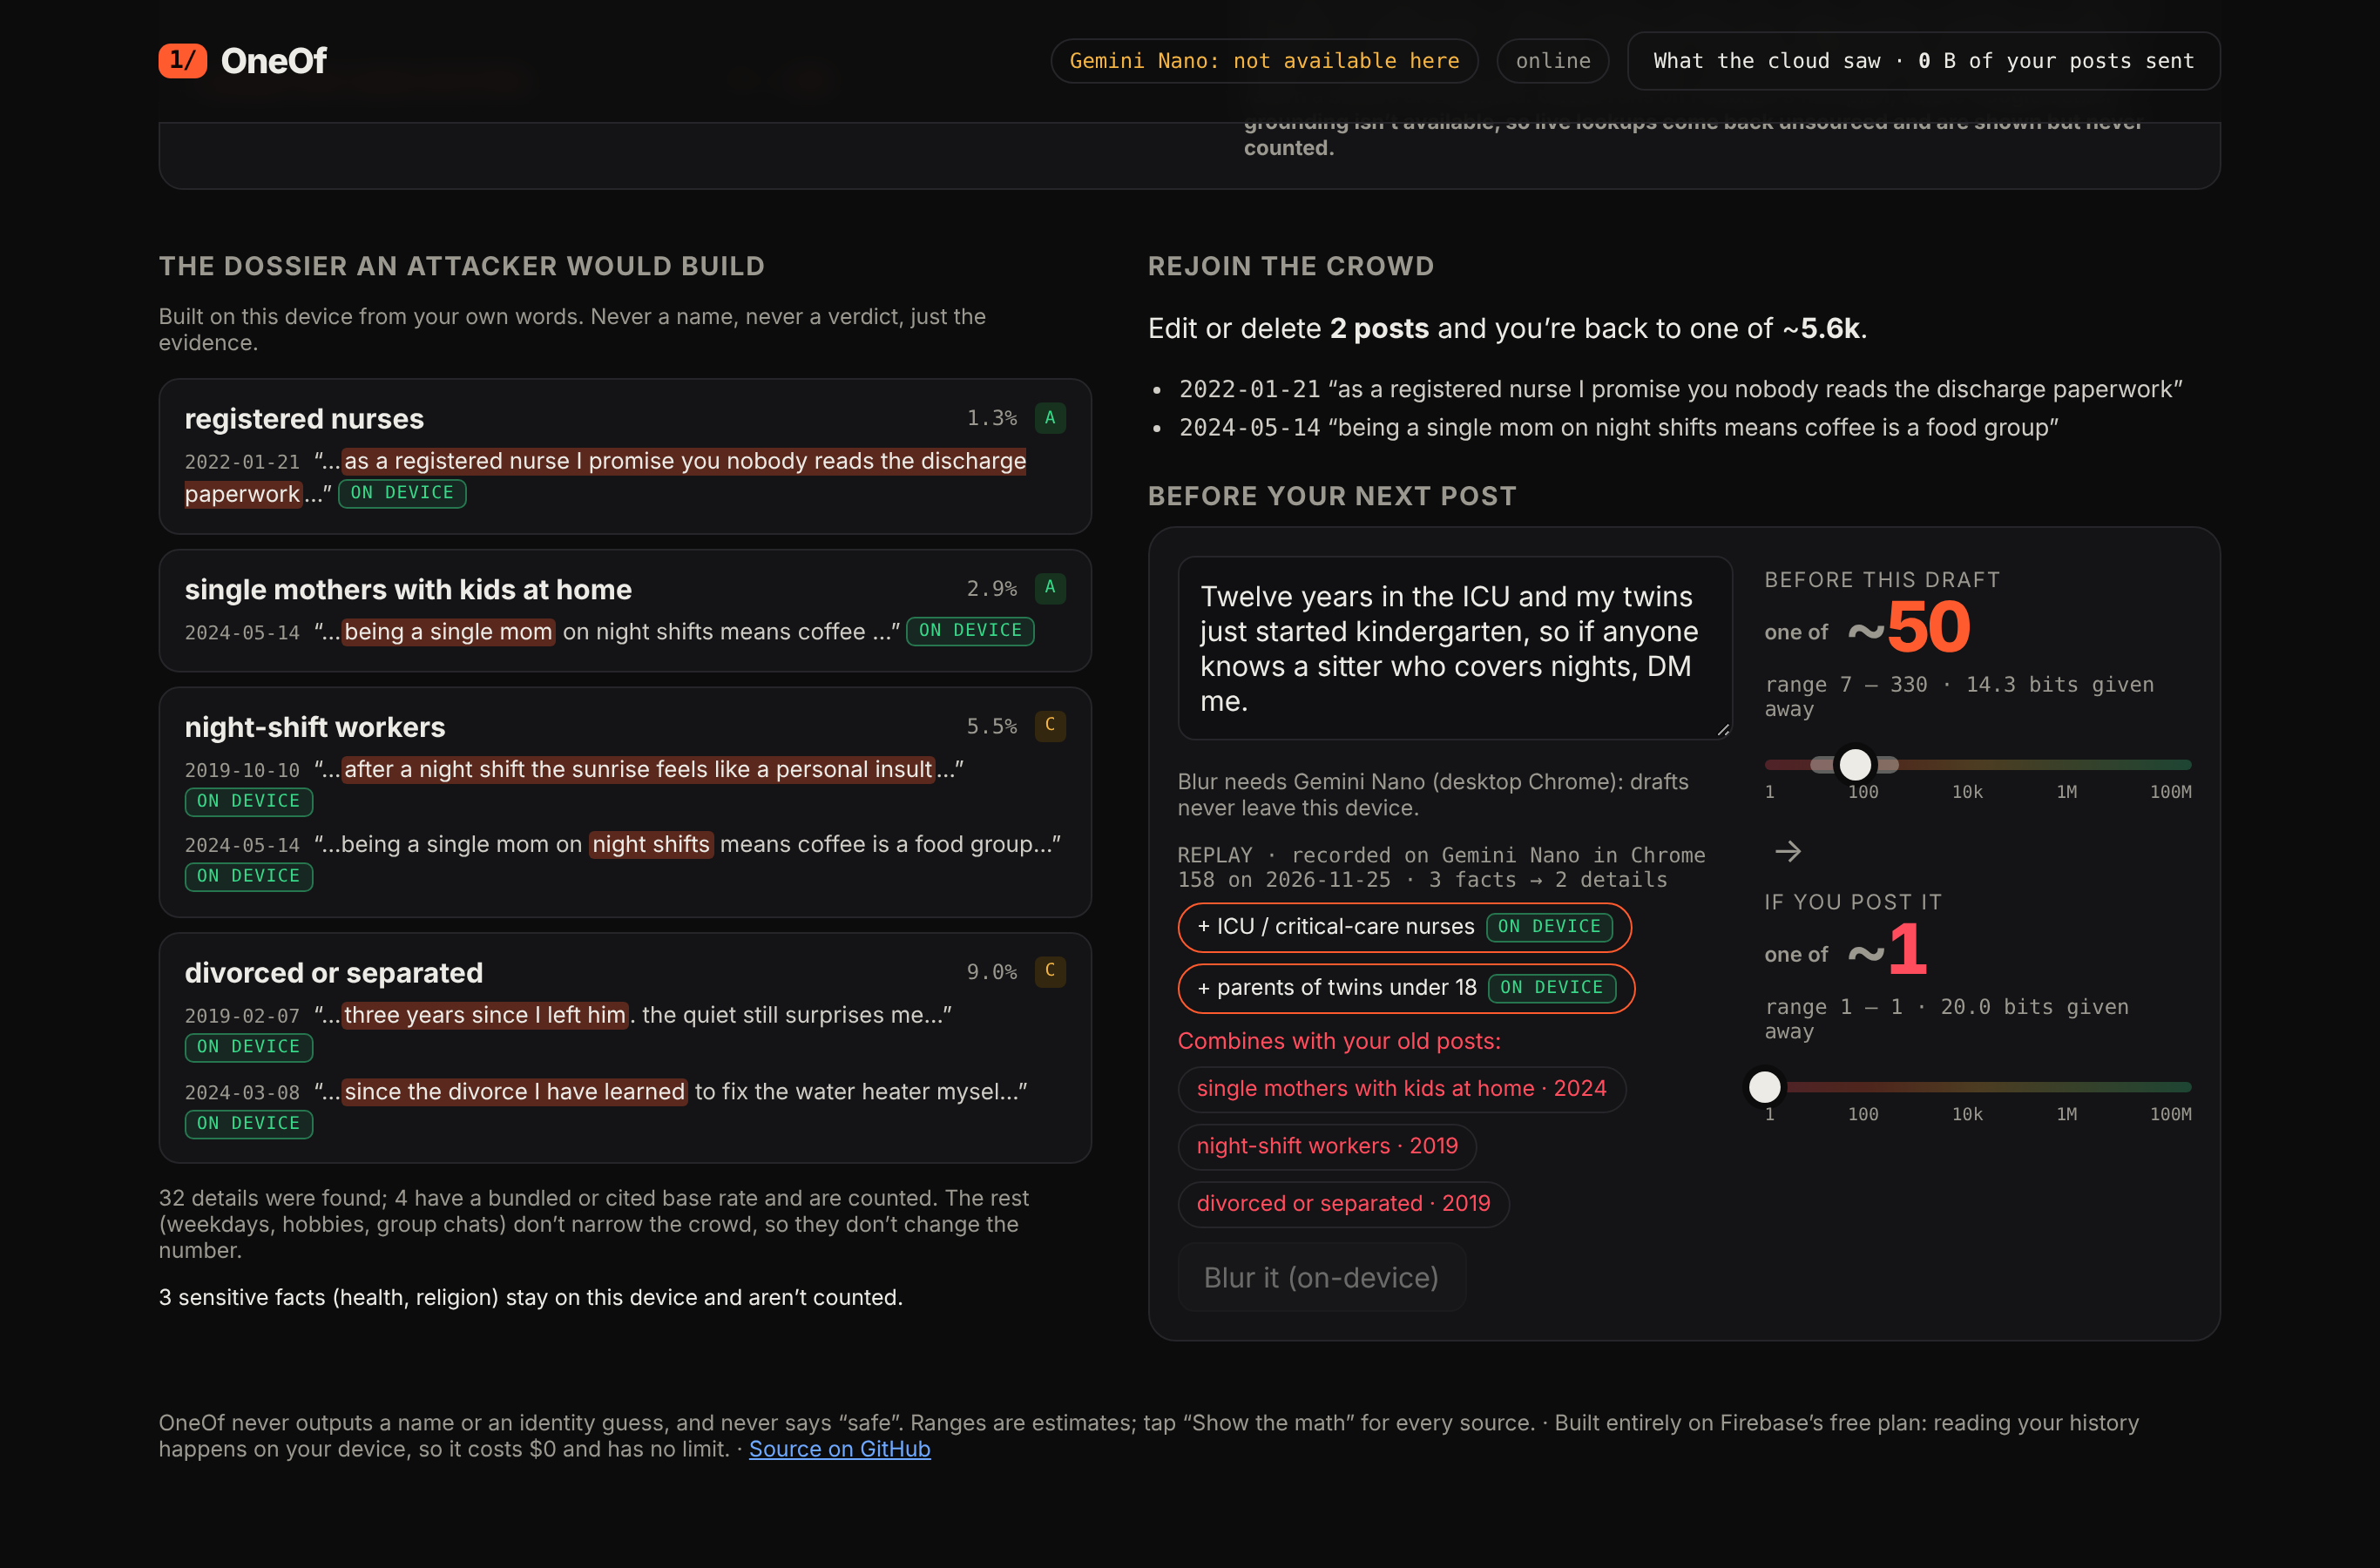 1/ OneOf
Gemini Nano: not available here
online
What the cloud saw · 0 B of your posts sent
grounding isn’t available, so live lookups come back unsourced and are shown but never
counted.
THE DOSSIER AN ATTACKER WOULD BUILD
Built on this device from your own words. Never a name, never a verdict, just the
evidence.
registered nurses 1.3% A
2022-01-21 “…as a registered nurse I promise you nobody reads the discharge
paperwork…” ON DEVICE
single mothers with kids at home 2.9% A
2024-05-14 “…being a single mom on night shifts means coffee …” ON DEVICE
night-shift workers 5.5% C
2019-10-10 “…after a night shift the sunrise feels like a personal insult…”
ON DEVICE
2024-05-14 “…being a single mom on night shifts means coffee is a food group…”
ON DEVICE
divorced or separated 9.0% C
2019-02-07 “…three years since I left him. the quiet still surprises me…”
ON DEVICE
2024-03-08 “…since the divorce I have learned to fix the water heater mysel…”
ON DEVICE
32 details were found; 4 have a bundled or cited base rate and are counted. The rest
(weekdays, hobbies, group chats) don’t narrow the crowd, so they don’t change the
number.
3 sensitive facts (health, religion) stay on this device and aren’t counted.
REJOIN THE CROWD
Edit or delete 2 posts and you’re back to one of ~5.6k.
• 2022-01-21 “as a registered nurse I promise you nobody reads the discharge paperwork”
• 2024-05-14 “being a single mom on night shifts means coffee is a food group”
BEFORE YOUR NEXT POST
Twelve years in the ICU and my twins
just started kindergarten, so if anyone
knows a sitter who covers nights, DM
me.
Blur needs Gemini Nano (desktop Chrome): drafts
never leave this device.
REPLAY · recorded on Gemini Nano in Chrome
158 on 2026-11-25 · 3 facts → 2 details
+ ICU / critical-care nurses ON DEVICE
+ parents of twins under 18 ON DEVICE
Combines with your old posts:
single mothers with kids at home · 2024
night-shift workers · 2019
divorced or separated · 2019
Blur it (on-device)
BEFORE THIS DRAFT
one of ~50
range 7 – 330 · 14.3 bits given
away
1 100 10k 1M 100M
→
IF YOU POST IT
one of ~1
range 1 – 1 · 20.0 bits given
away
1 100 10k 1M 100M
OneOf never outputs a name or an identity guess, and never says “safe”. Ranges are estimates; tap “Show the math” for every source. · Built entirely on Firebase’s free plan: reading your history
happens on your device, so it costs $0 and has no limit. · Source on GitHub